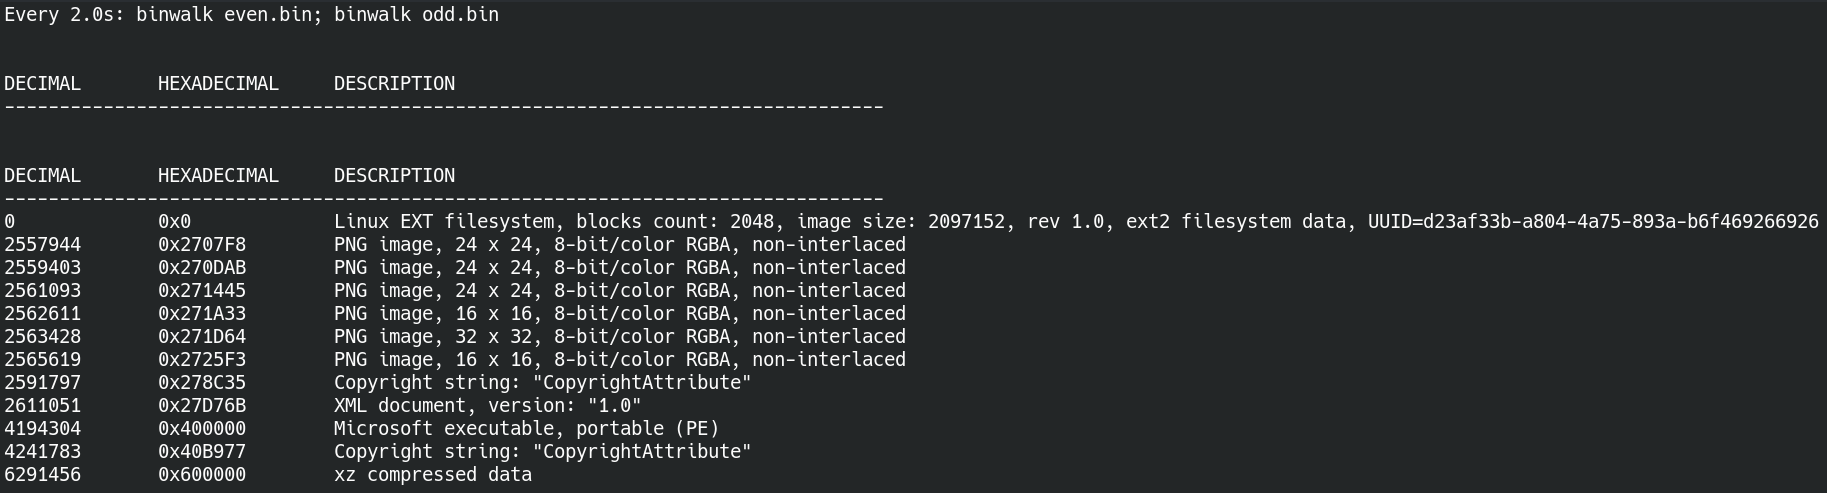 Every 2.0s: binwalk even.bin; binwalk odd.bin
DECIMAL       HEXADECIMAL     DESCRIPTION
--------------------------------------------------------------------------------
DECIMAL       HEXADECIMAL     DESCRIPTION
--------------------------------------------------------------------------------
0             0x0             Linux EXT filesystem, blocks count: 2048, image size: 2097152, rev 1.0, ext2 filesystem data, UUID=d23af33b-a804-4a75-893a-b6f469266926
2557944       0x2707F8        PNG image, 24 x 24, 8-bit/color RGBA, non-interlaced
2559403       0x270DAB        PNG image, 24 x 24, 8-bit/color RGBA, non-interlaced
2561093       0x271445        PNG image, 24 x 24, 8-bit/color RGBA, non-interlaced
2562611       0x271A33        PNG image, 16 x 16, 8-bit/color RGBA, non-interlaced
2563428       0x271D64        PNG image, 32 x 32, 8-bit/color RGBA, non-interlaced
2565619       0x2725F3        PNG image, 16 x 16, 8-bit/color RGBA, non-interlaced
2591797       0x278C35        Copyright string: "CopyrightAttribute"
2611051       0x27D76B        XML document, version: "1.0"
4194304       0x400000        Microsoft executable, portable (PE)
4241783       0x40B977        Copyright string: "CopyrightAttribute"
6291456       0x600000        xz compressed data